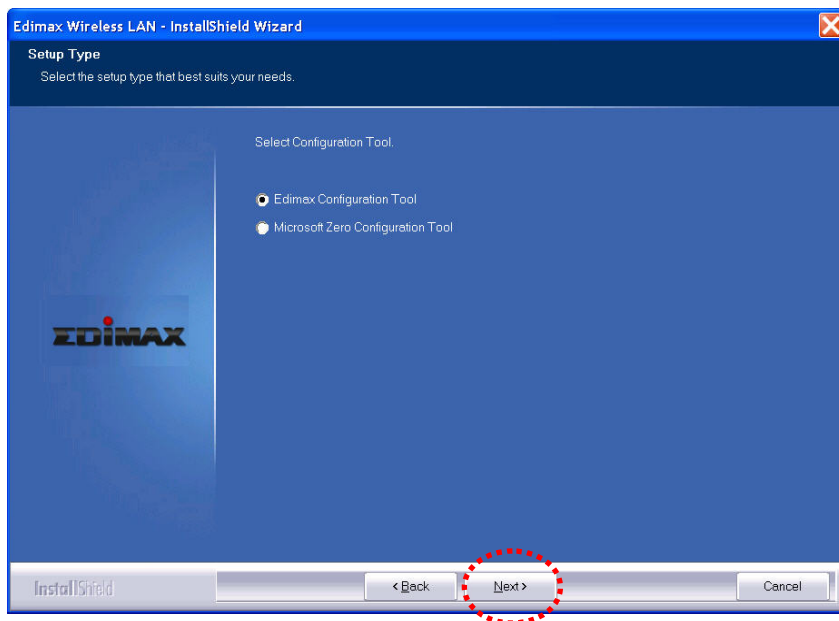 Edimax Wireless LAN - InstallShield Wizard
Setup Type
Select the setup type that best suits your needs.
Select Configuration Tool.
Edimax Configuration Tool
Microsoft Zero Configuration Tool
EDIMAX
InstallShield
< Back
Next >
Cancel